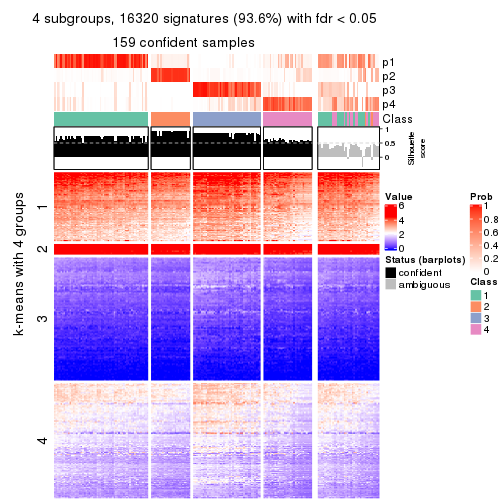 4 subgroups, 16320 signatures (93.6%) with fdr < 0.05
159 confident samples
p1
p2
p3
p4
Class
1
0.5
0
Silhouette
score
k-means with 4 groups
1
2
3
4
Value
6
4
2
0
Status (barplots)
confident
ambiguous
Prob
1
0.8
0.6
0.4
0.2
0
Class
1
2
3
4